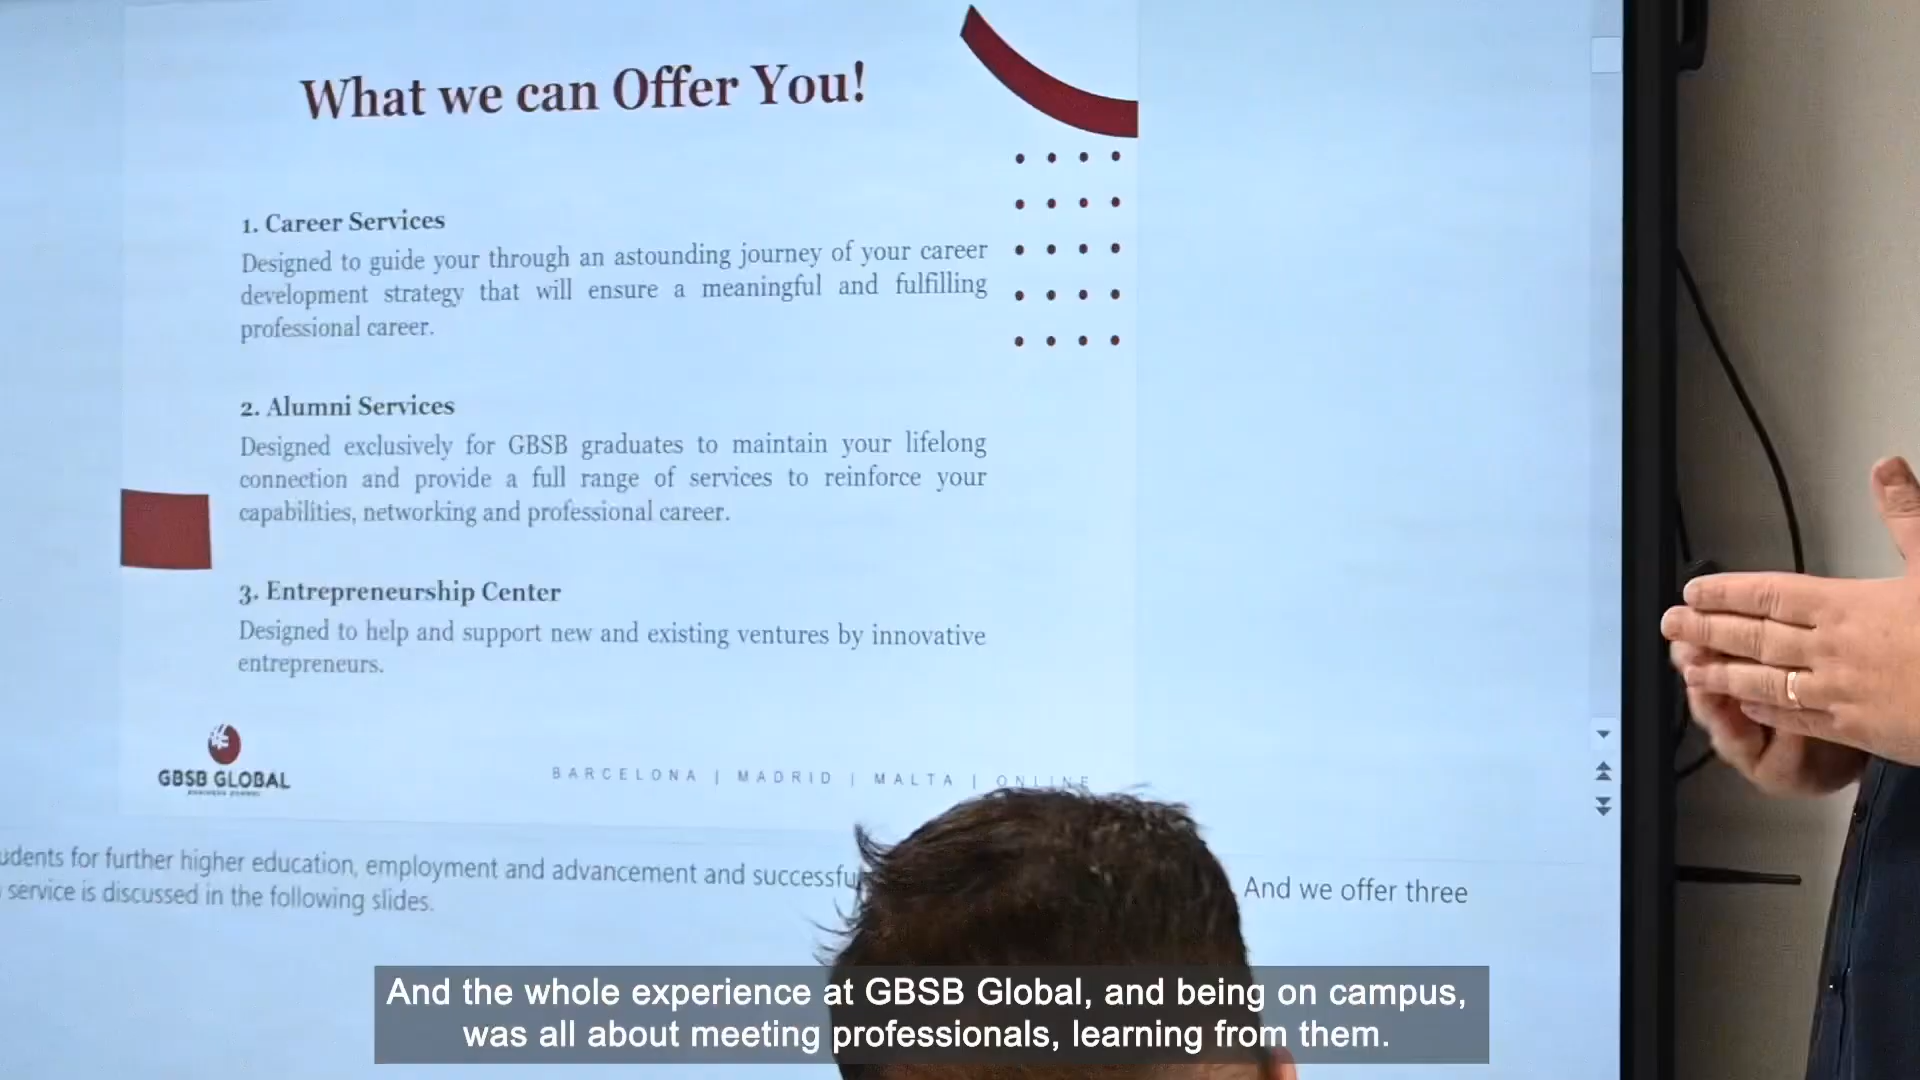 What we can Offer You!
1. Career Services
Designed to guide your through an astounding journey of your career
development strategy that will ensure a meaningful and fulfilling
professional career.
2. Alumni Services
Designed exclusively for GBSB graduates to maintain your lifelong
connection and provide a full range of services to reinforce your
capabilities, networking and professional career.
3. Entrepreneurship Center
Designed to help and support new and existing ventures by innovative
entrepreneurs.
GBSB GLOBAL
BARCELONA | MADRID | MALTA | ONLINE
udents for further higher education, employment and advancement and successfu And we offer three
service is discussed in the following slides.
And the whole experience at GBSB Global, and being on campus,
was all about meeting professionals, learning from them.